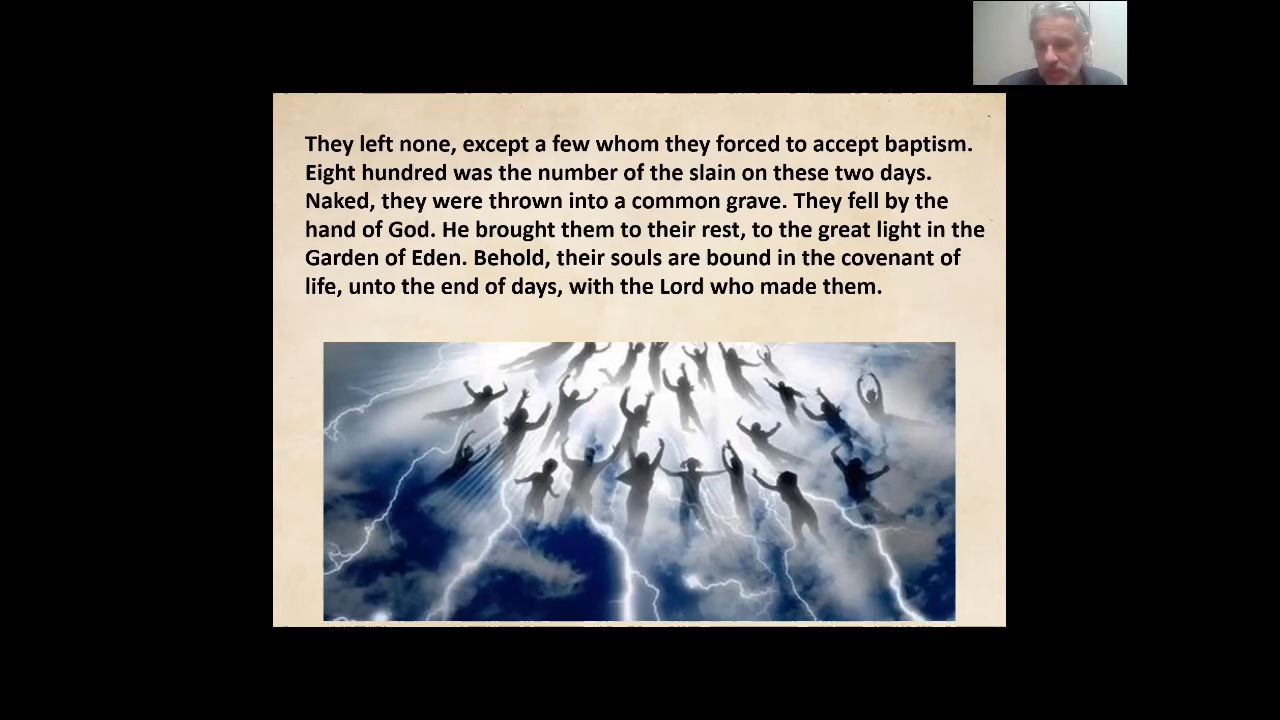 They left none, except a few whom they forced to accept baptism.
Eight hundred was the number of the slain on these two days.
Naked, they were thrown into a common grave. They fell by the
hand of God. He brought them to their rest, to the great light in the
Garden of Eden. Behold, their souls are bound in the covenant of
life, unto the end of days, with the Lord who made them.